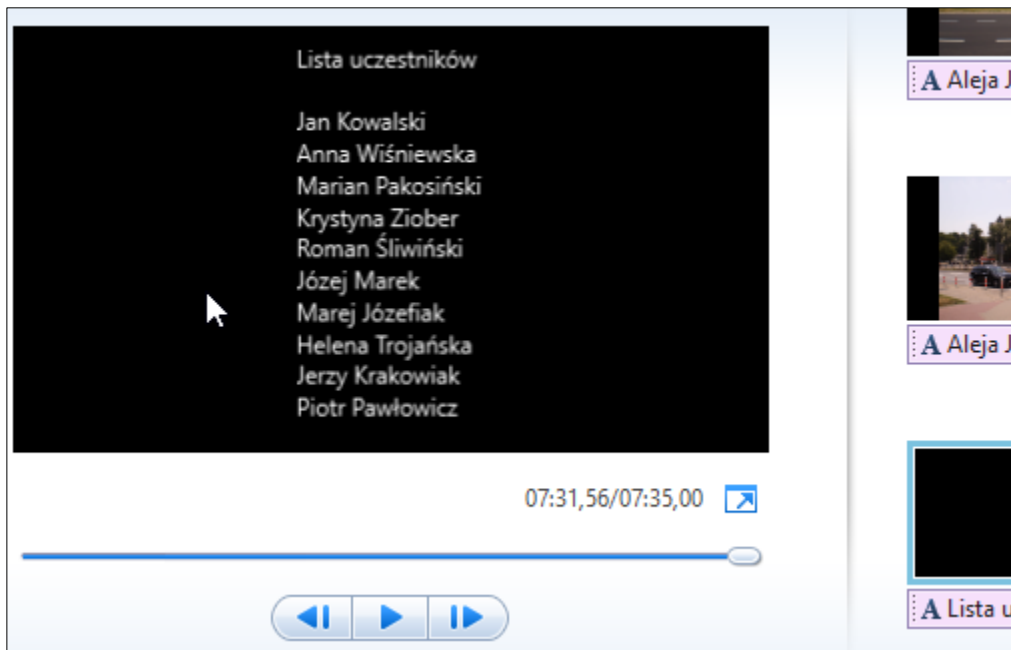 Lista uczestników
Jan Kowalski
Anna Wiśniewska
Marian Pakosiński
Krystyna Ziober
Roman Śliwiński
Józej Marek
Marej Józefiak
Helena Trojańska
Jerzy Krakowiak
Piotr Pawłowicz
07:31,56/07:35,00
A Aleja J
A Aleja J
A Lista u